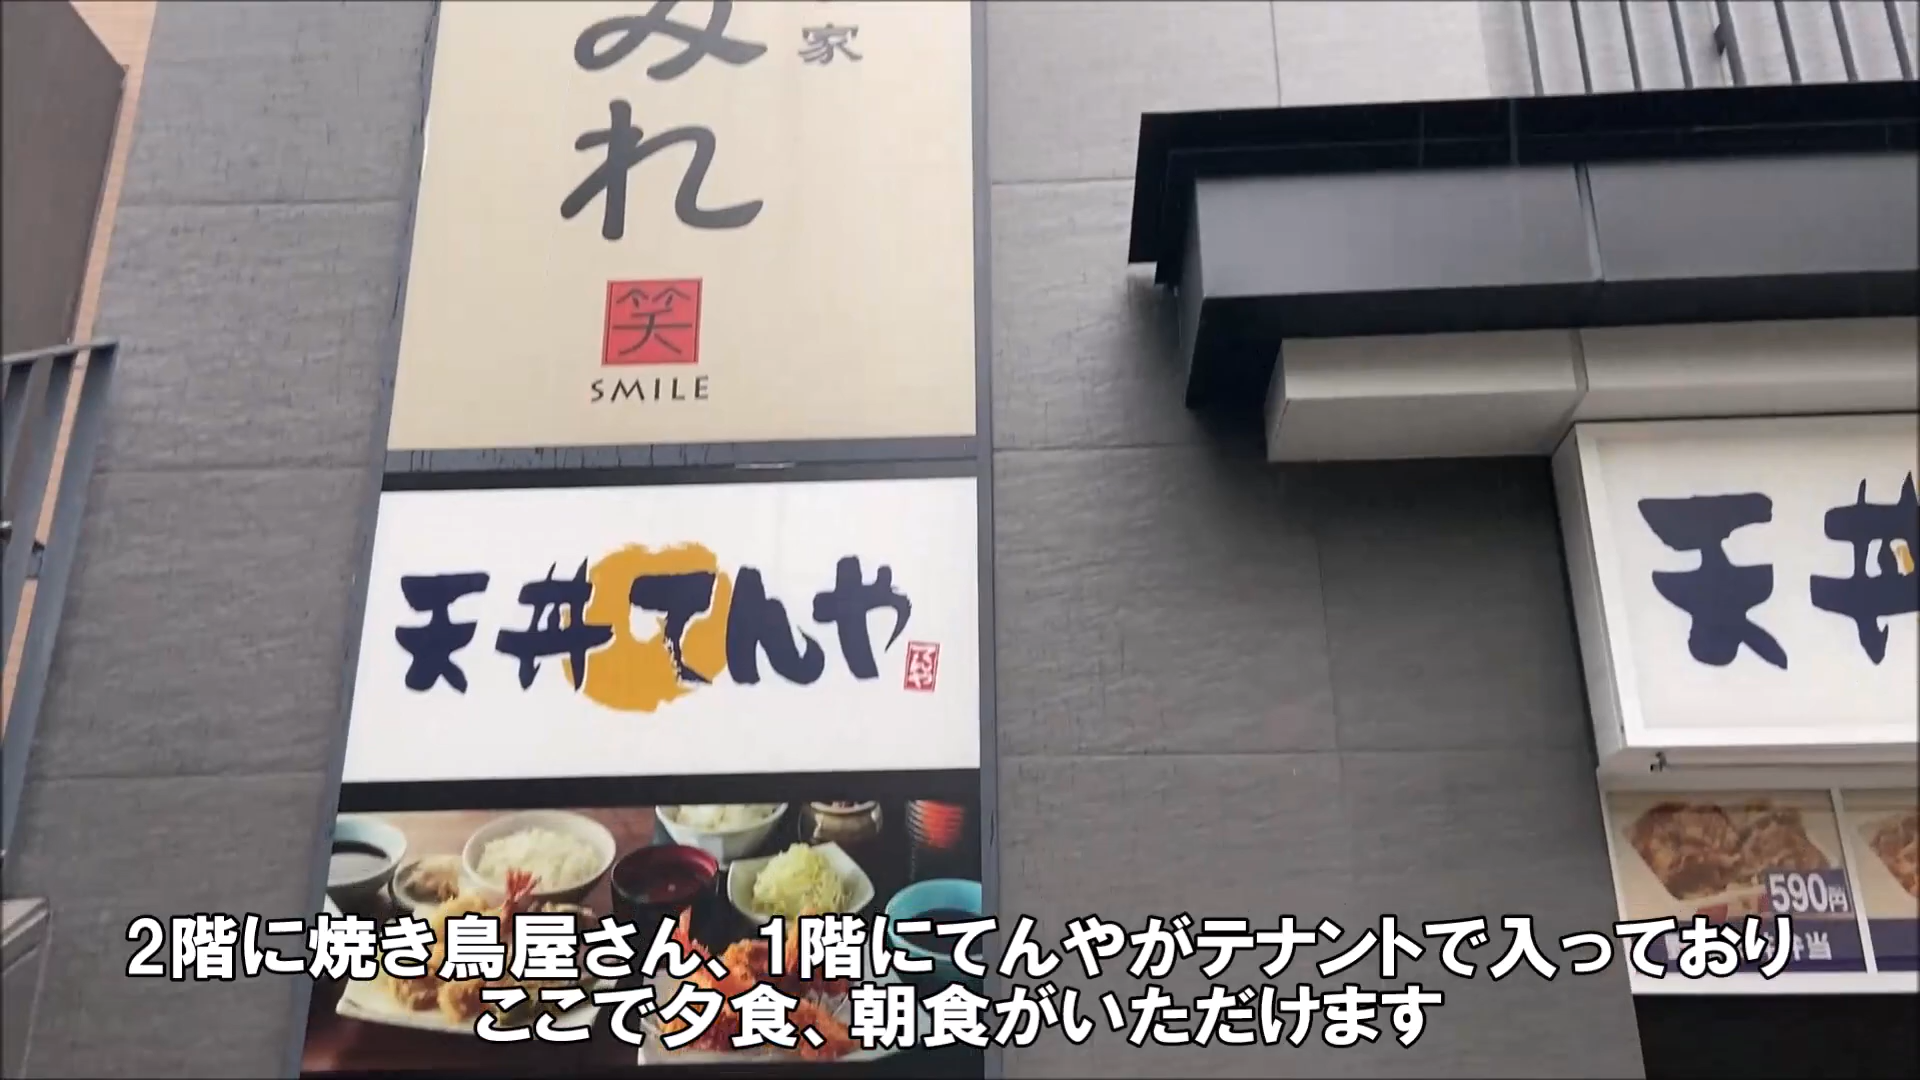 みれ
家
笑
SMILE
天丼てんや
てんや
天丼
590円
弁当
2階に焼き鳥屋さん、1階にてんやがテナントで入っており
ここで夕食、朝食がいただけます